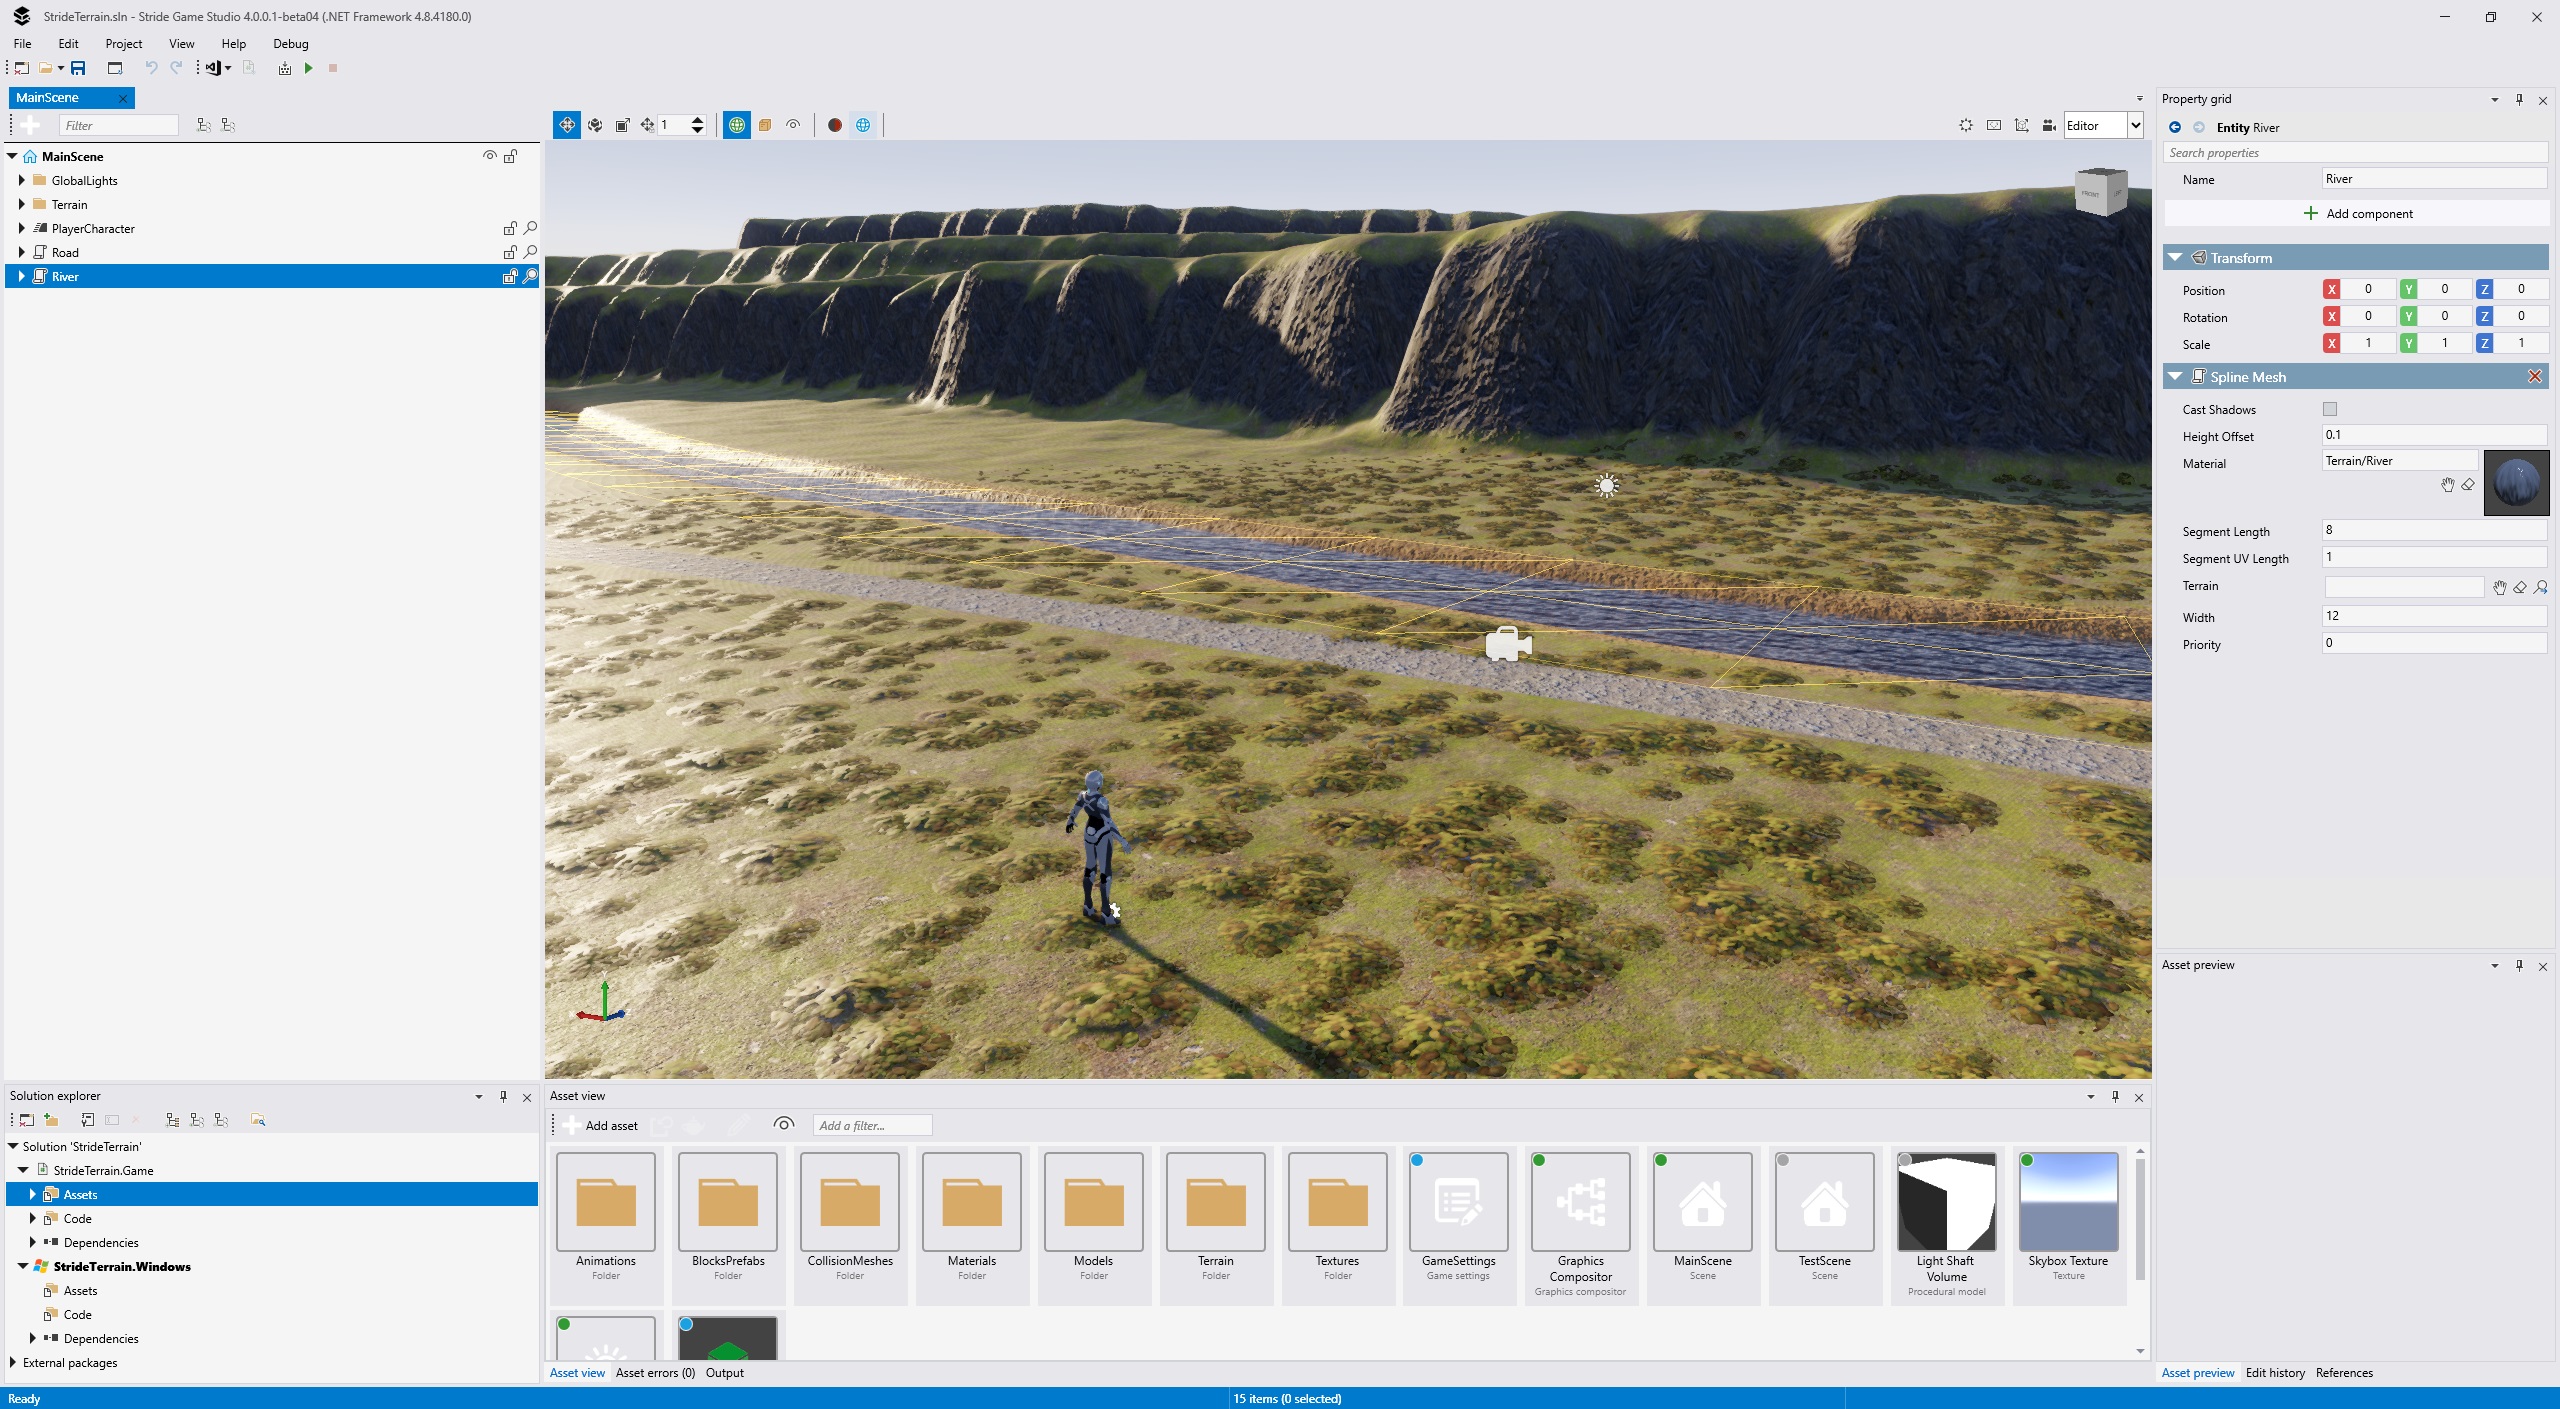 StrideTerrain.sln - Stride Game Studio 4.0.0.1-beta04 (.NET Framework 4.8.4180.0)
File Edit Project View Help Debug
MainScene
Filter
1
Editor
MainScene
GlobalLights
Terrain
PlayerCharacter
Road
River
FRONT
Y
Property grid
Entity River
Search properties
Name River
Add component
Transform
Position X 0 Y 0 Z 0
Rotation X 0 Y 0 Z 0
Scale X 1 Y 1 Z 1
Spline Mesh
Cast Shadows
Height Offset 0.1
Material Terrain/River
Segment Length 8
Segment UV Length 1
Terrain
Width 12
Priority 0
Asset preview
Asset preview Edit history References
Solution explorer
Solution 'StrideTerrain'
StrideTerrain.Game
Assets
Code
Dependencies
StrideTerrain.Windows
Assets
Code
Dependencies
External packages
Asset view
Add asset
Add a filter...
Animations
Folder
BlocksPrefabs
Folder
CollisionMeshes
Folder
Materials
Folder
Models
Folder
Terrain
Folder
Textures
Folder
GameSettings
Game settings
Graphics
Compositor
Graphics compositor
MainScene
Scene
TestScene
Scene
Light Shaft
Volume
Procedural model
Skybox Texture
Texture
Asset view Asset errors (0) Output
Ready
15 items (0 selected)